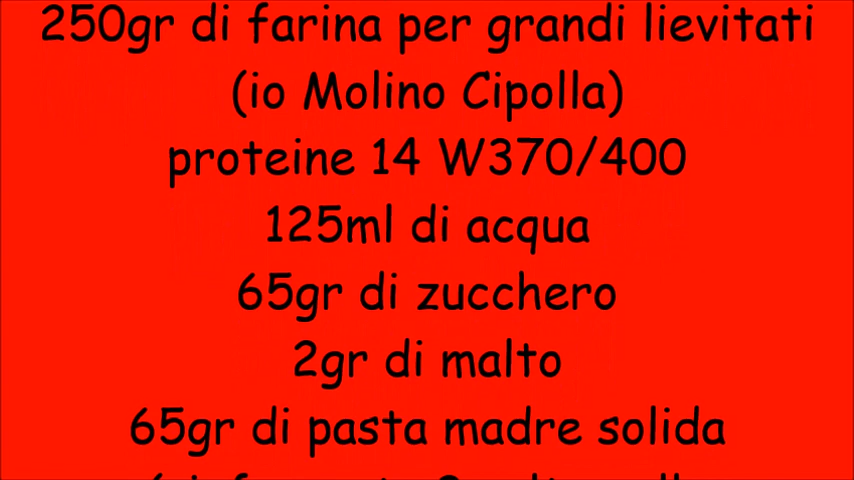 250gr di farina per grandi lievitati
(io Molino Cipolla)
proteine 14 W370/400
125ml di acqua
65gr di zucchero
2gr di malto
65gr di pasta madre solida